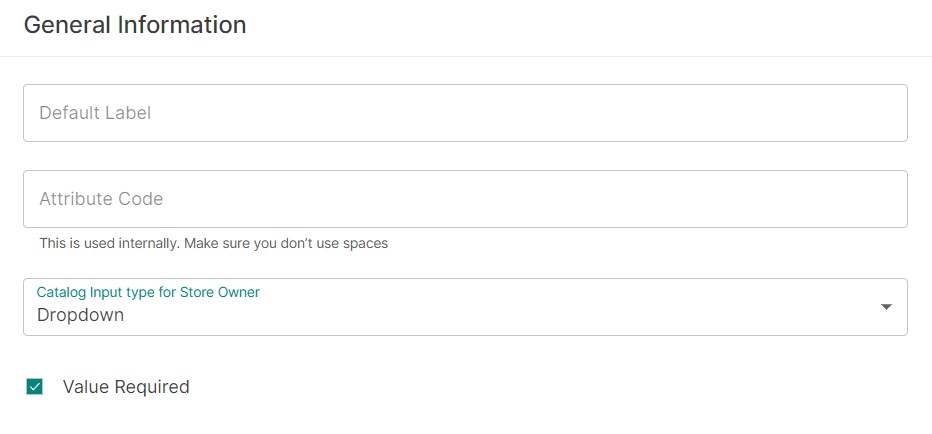 General Information
Default Label
Attribute Code
This is used internally. Make sure you don’t use spaces
Catalog Input type for Store Owner
Dropdown
Value Required